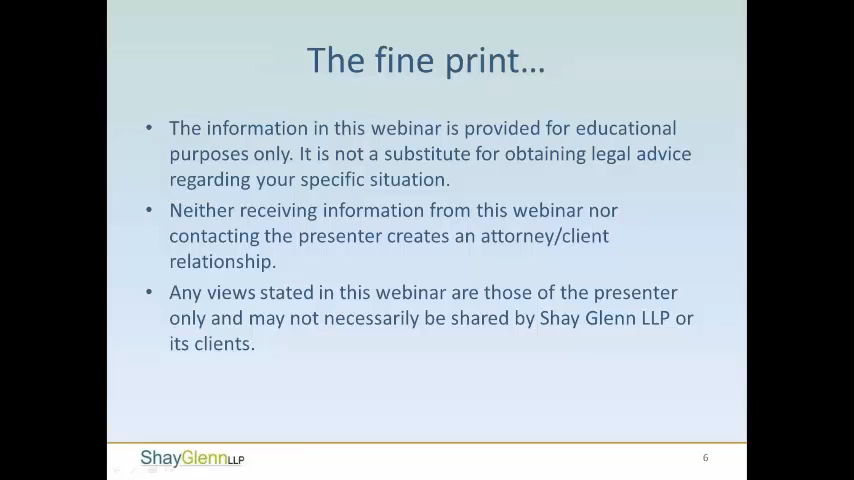 The fine print...
• The information in this webinar is provided for educational
purposes only. It is not a substitute for obtaining legal advice
regarding your specific situation.
• Neither receiving information from this webinar nor
contacting the presenter creates an attorney/client
relationship.
• Any views stated in this webinar are those of the presenter
only and may not necessarily be shared by Shay Glenn LLP or
its clients.
ShayGlennLLP
6